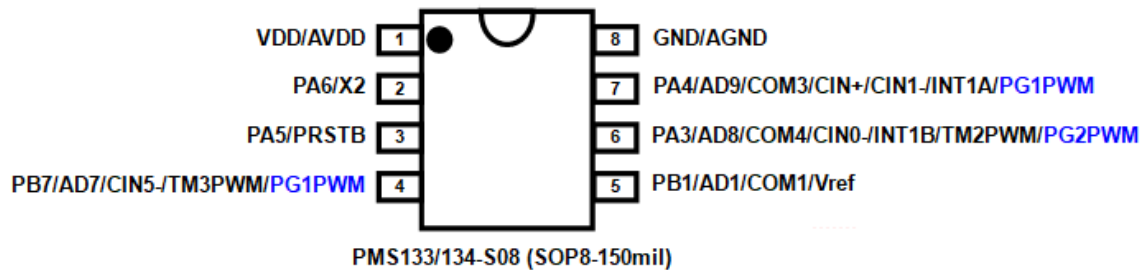 VDD/AVDD 1 8 GND/AGND
PA6/X2 2 7 PA4/AD9/COM3/CIN+/CIN1-/INT1A/PG1PWM
PA5/PRSTB 3 6 PA3/AD8/COM4/CIN0-/INT1B/TM2PWM/PG2PWM
PB7/AD7/CIN5-/TM3PWM/PG1PWM 4 5 PB1/AD1/COM1/Vref
PMS133/134-S08 (SOP8-150mil)